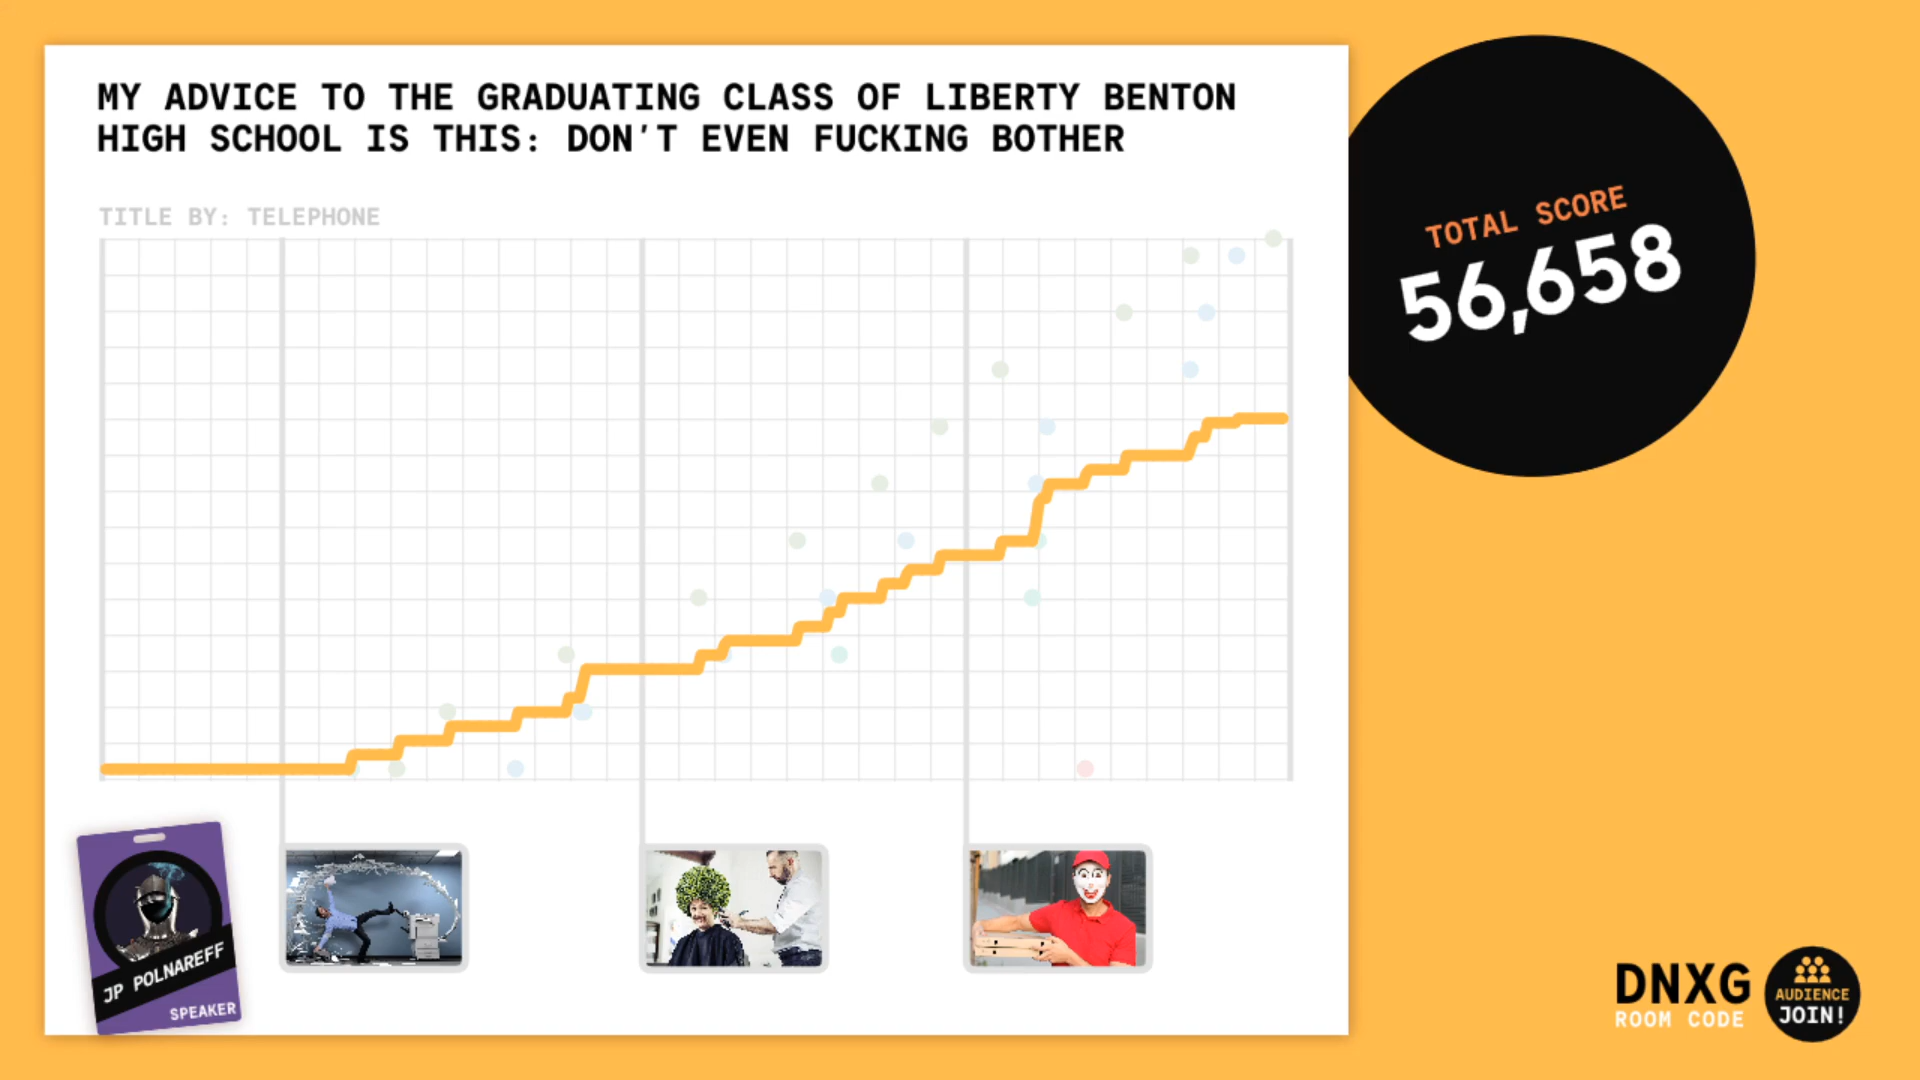 MY ADVICE TO THE GRADUATING CLASS OF LIBERTY BENTON
HIGH SCHOOL IS THIS: DON'T EVEN FUCKING BOTHER
TITLE BY: TELEPHONE
TOTAL SCORE
56,658
JP POLNAREFF
SPEAKER
DNXG
ROOM CODE
AUDIENCE
JOIN!